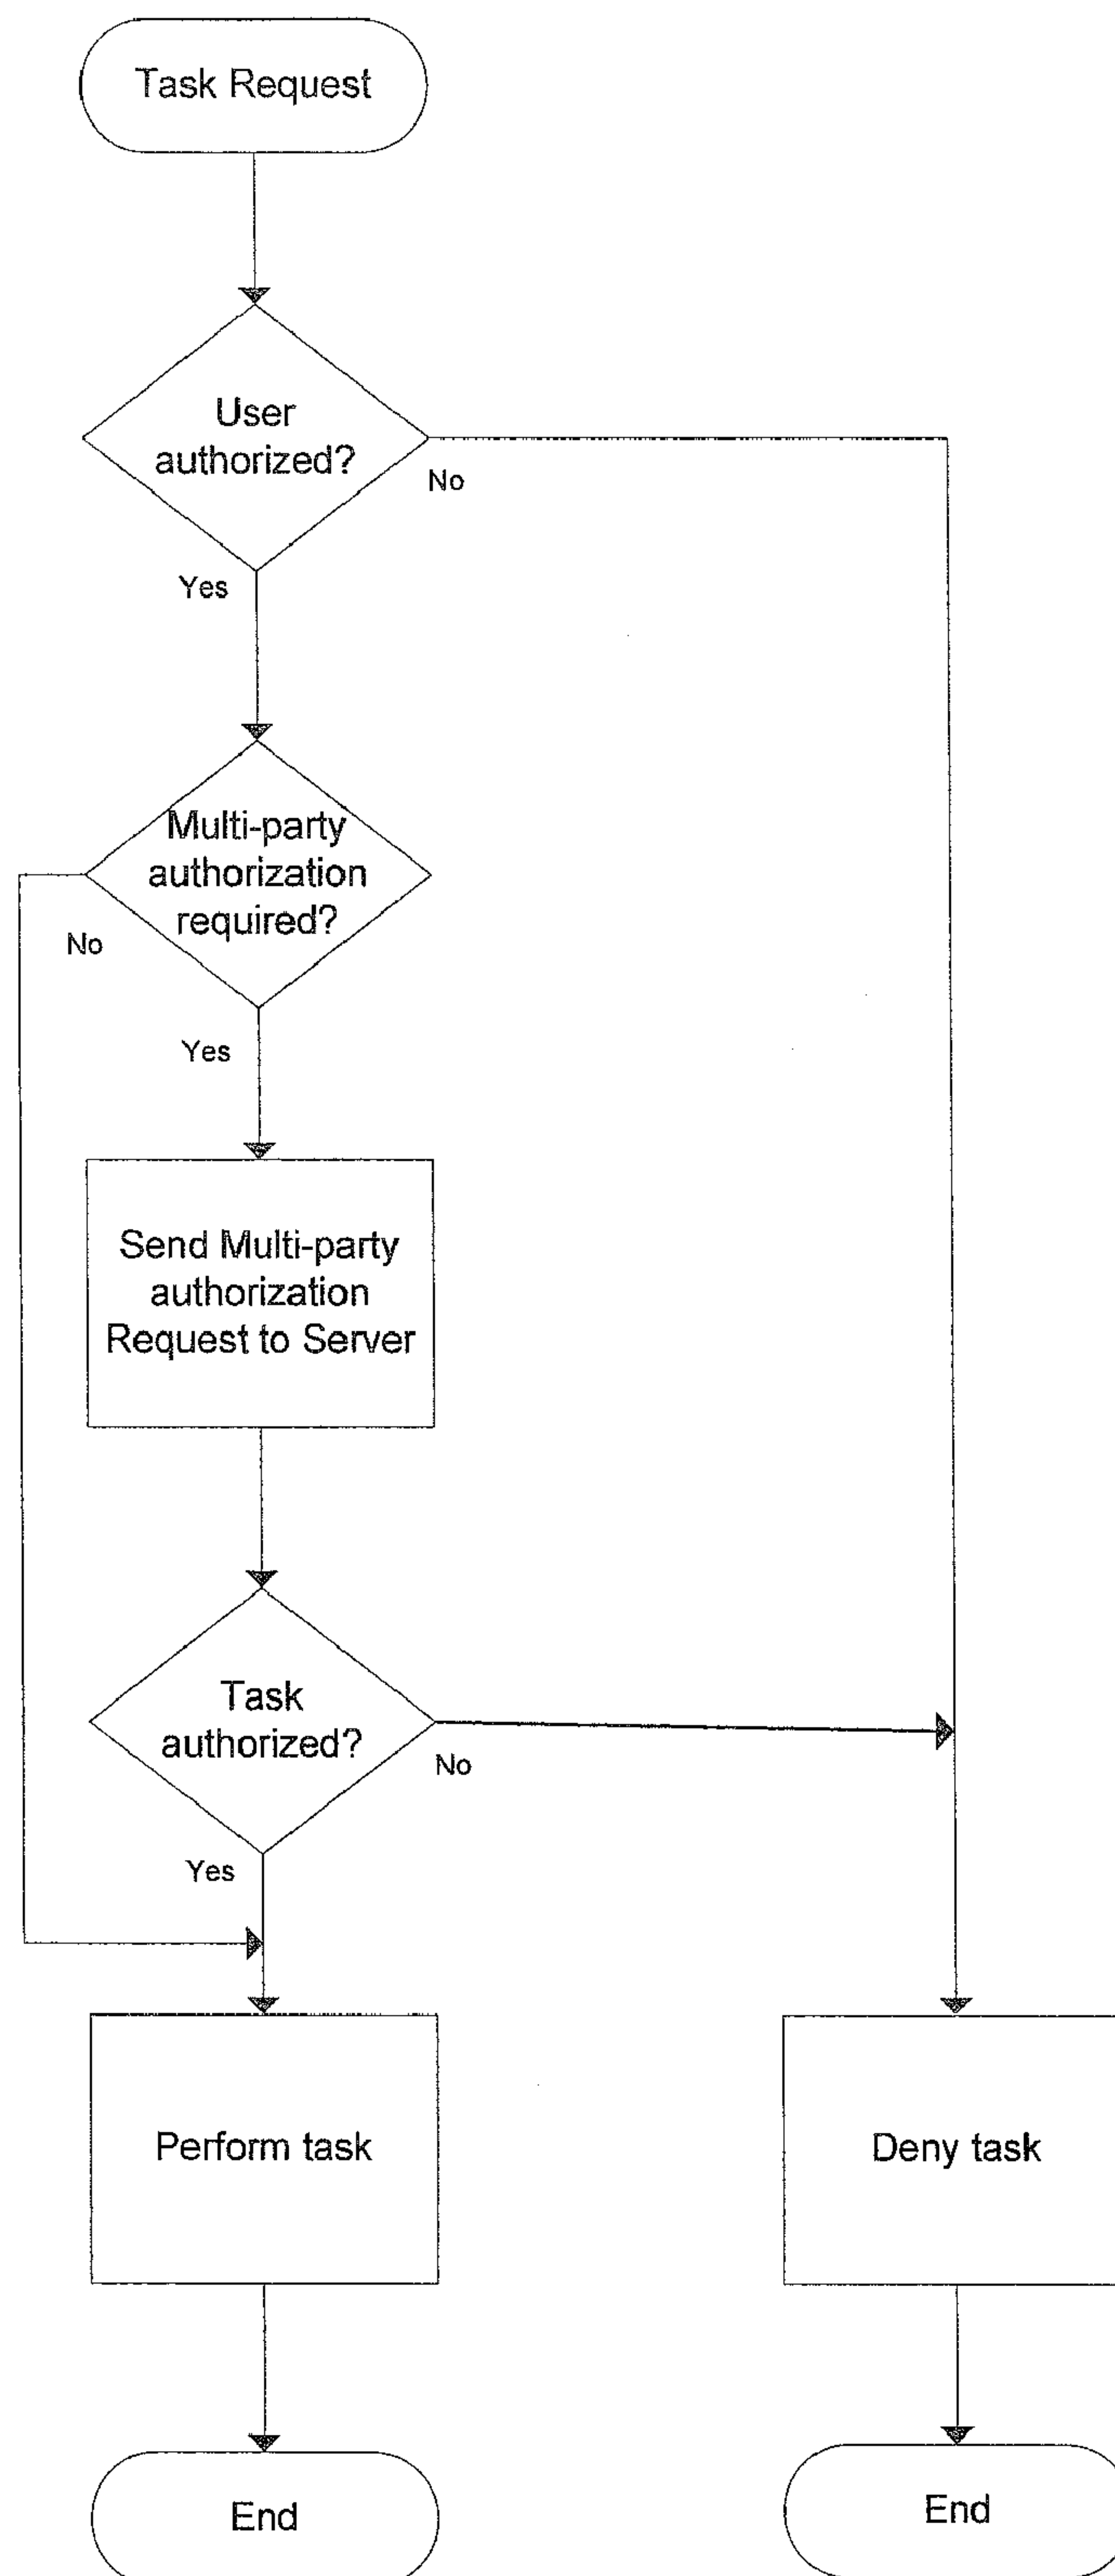 Task Request
User
authorized?
No
Yes
Multi-party
authorization
required?
No
Yes
Send Multi-party
authorization
Request to Server
Task
authorized?
No
Yes
Perform task
Deny task
End
End